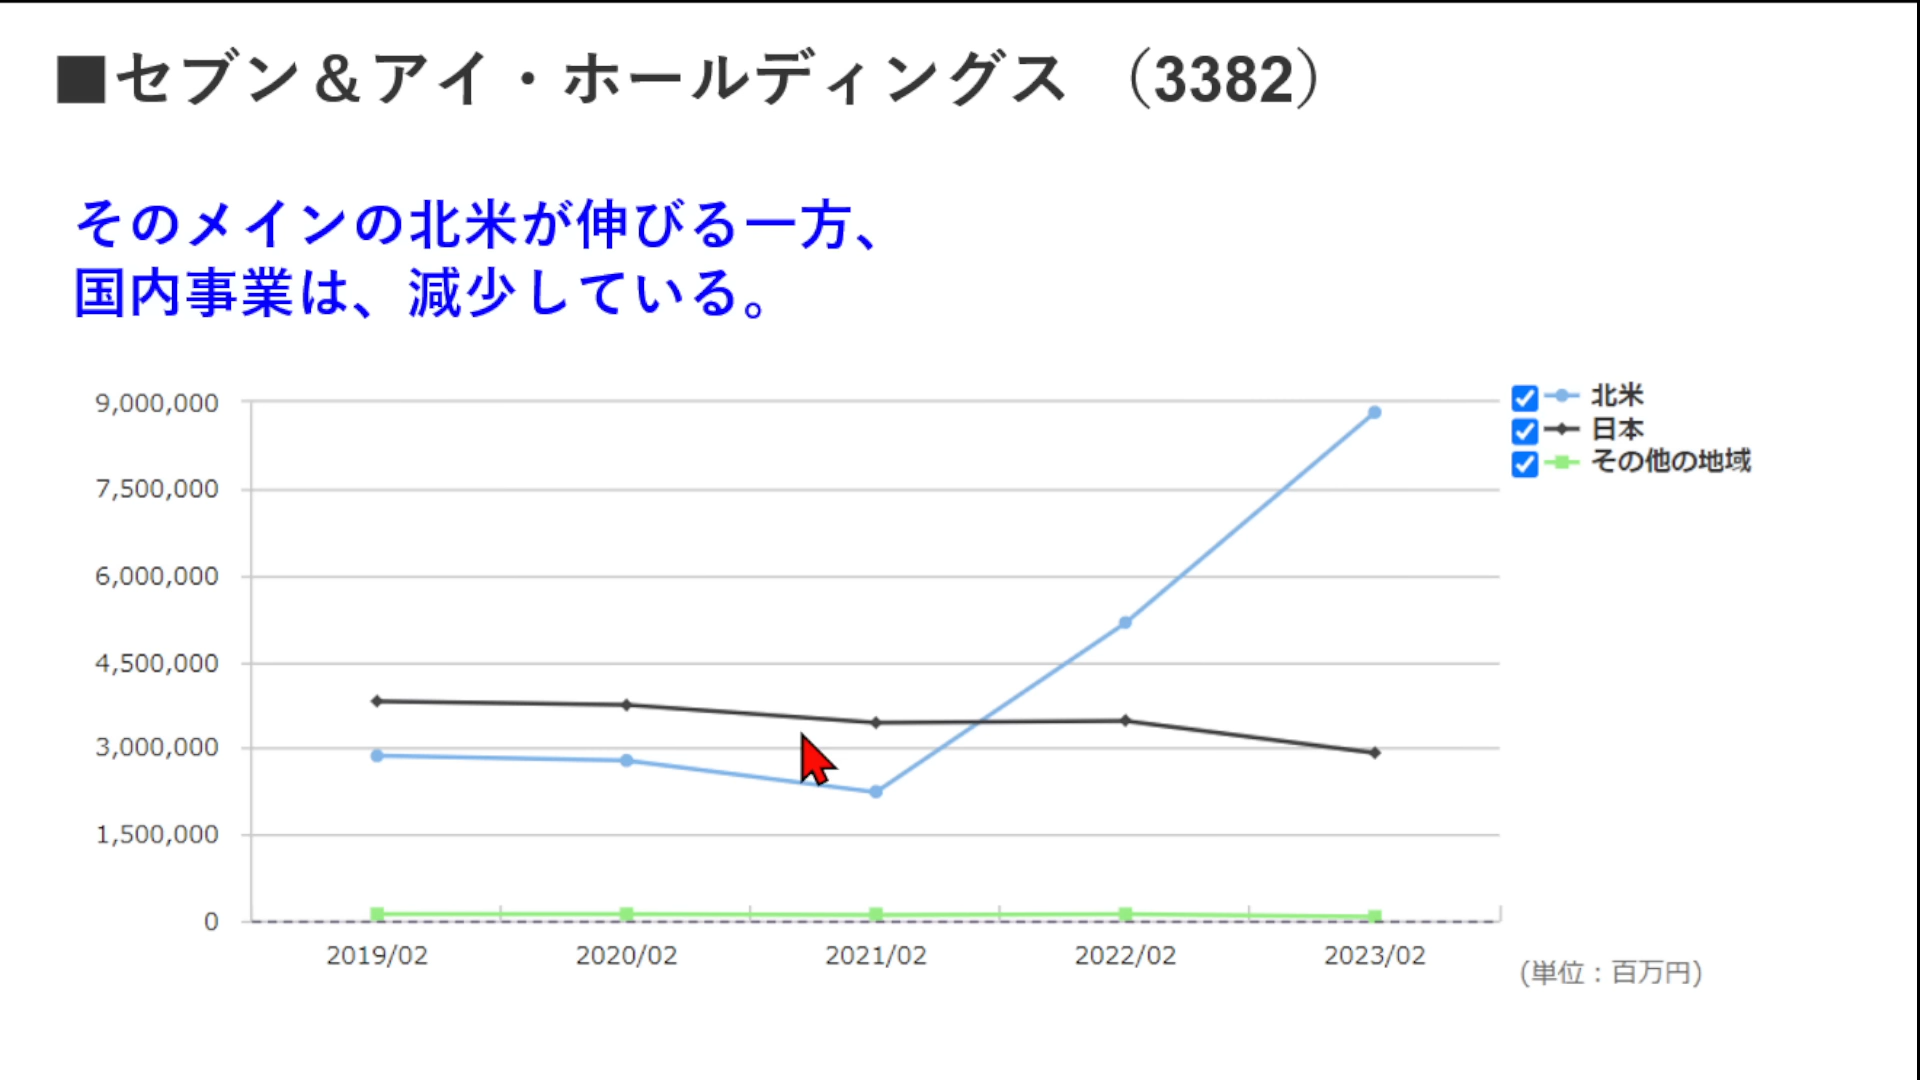 ■セブン＆アイ・ホールディングス （3382）
そのメインの北米が伸びる一方、
国内事業は、減少している。
9,000,000
7,500,000
6,000,000
4,500,000
3,000,000
1,500,000
0
2019/02 2020/02 2021/02 2022/02 2023/02
北米
日本
その他の地域
(単位：百万円)